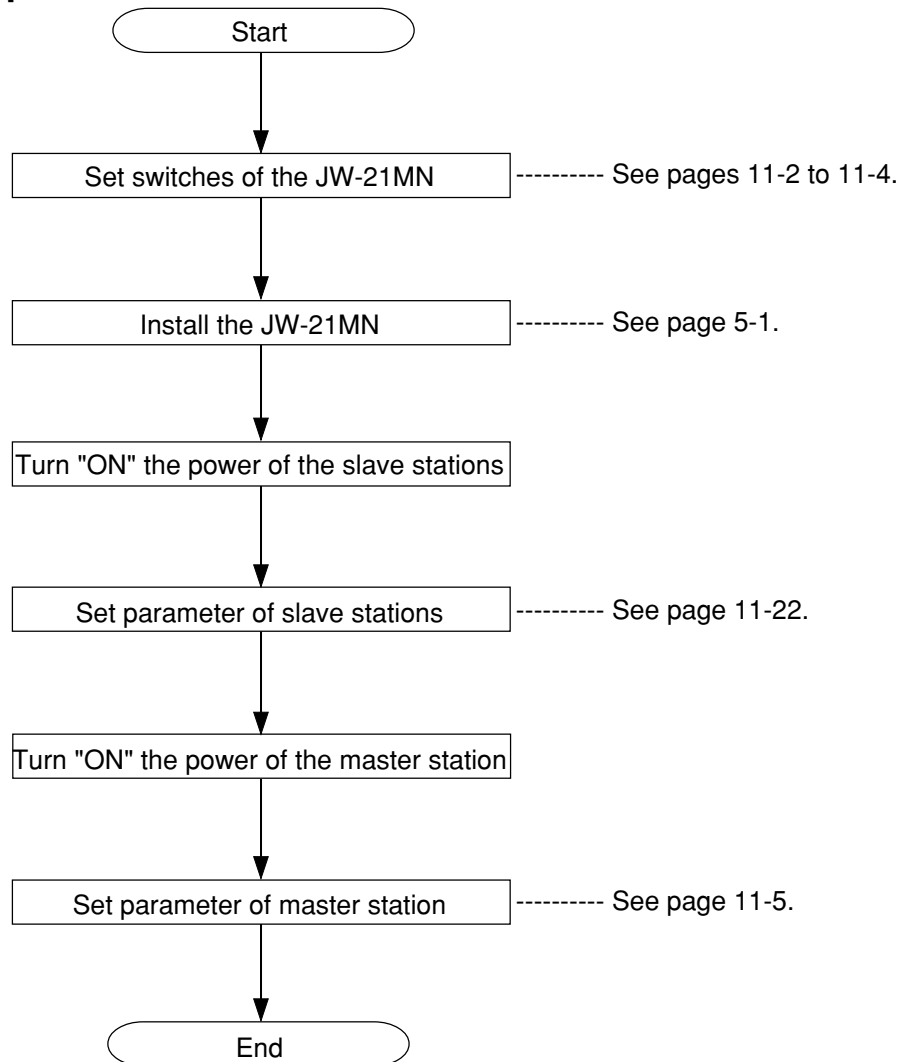 Start
Set switches of the JW-21MN ---------- See pages 11-2 to 11-4.
Install the JW-21MN ---------- See page 5-1.
Turn "ON" the power of the slave stations
Set parameter of slave stations ---------- See page 11-22.
Turn "ON" the power of the master station
Set parameter of master station ---------- See page 11-5.
End